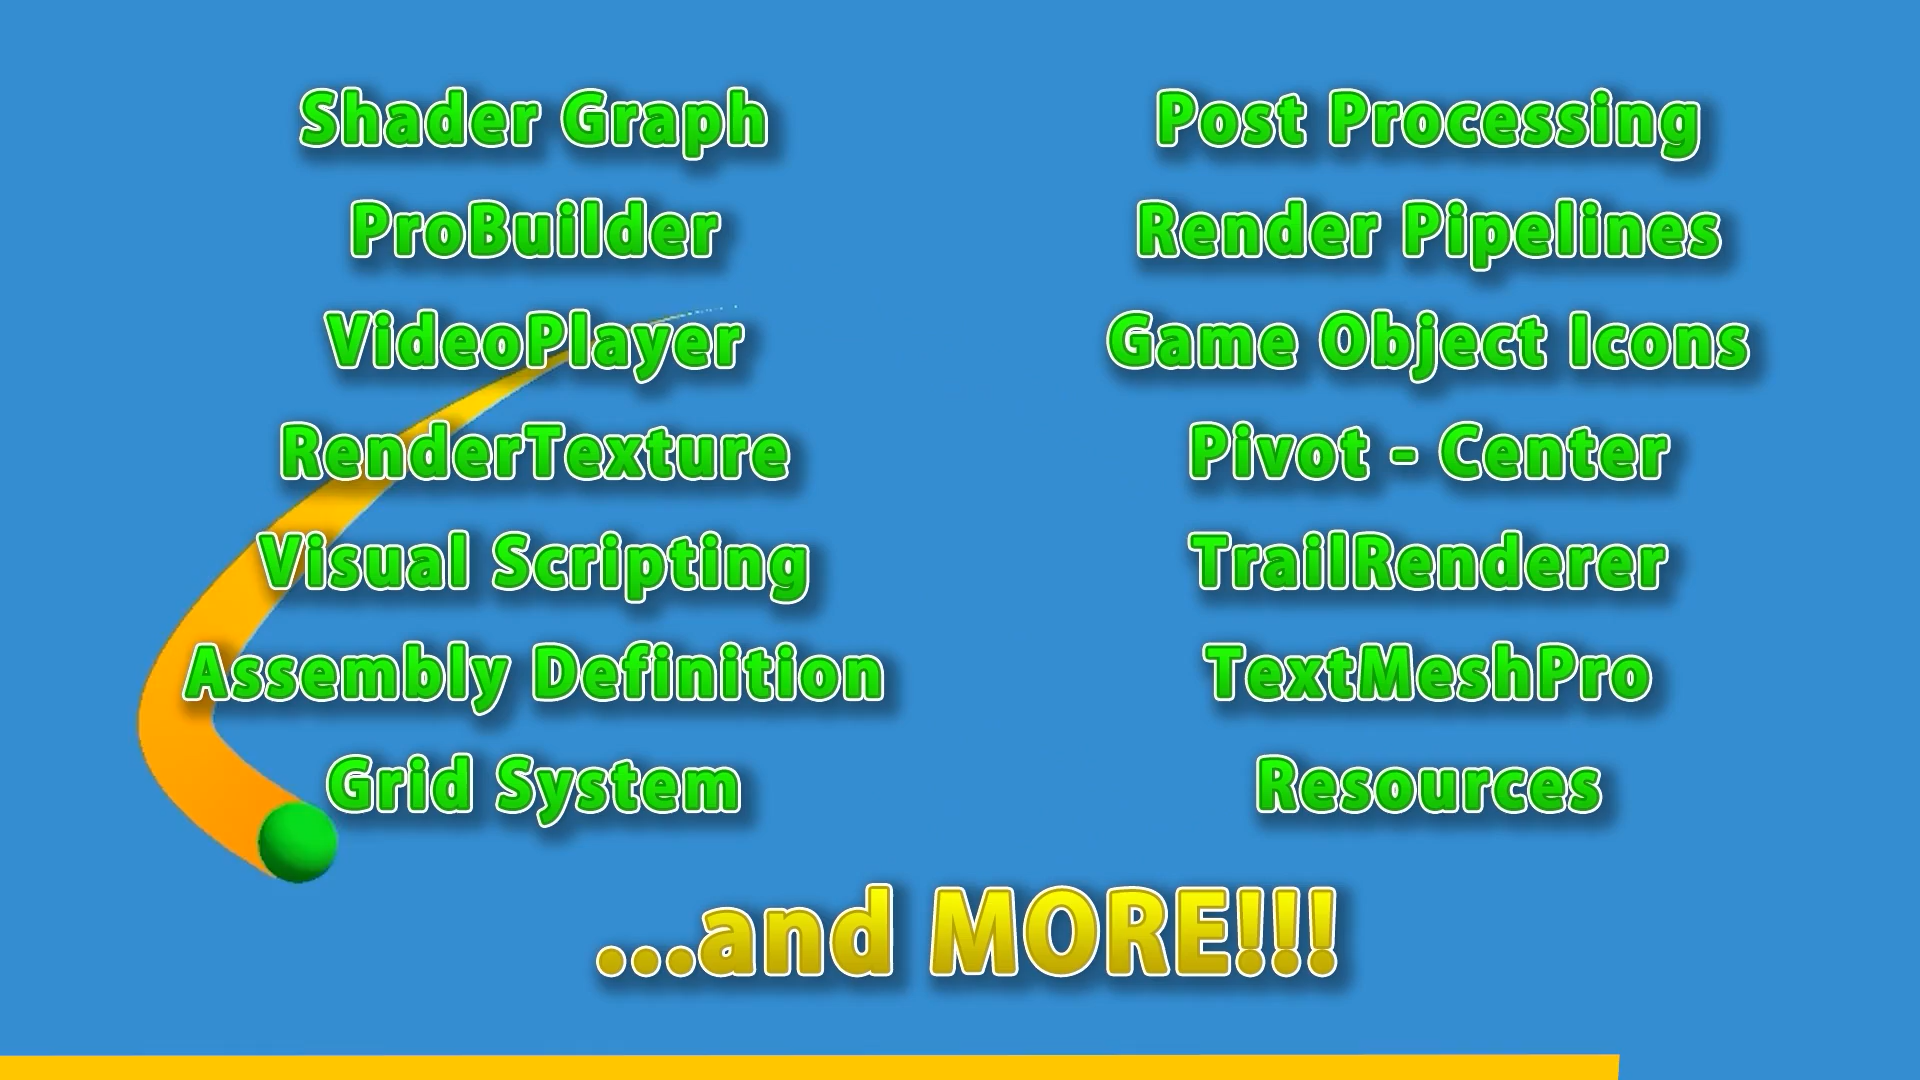 Shader Graph
ProBuilder
VideoPlayer
RenderTexture
Visual Scripting
Assembly Definition
Grid System
Post Processing
Render Pipelines
Game Object Icons
Pivot - Center
TrailRenderer
TextMeshPro
Resources
...and MORE!!!